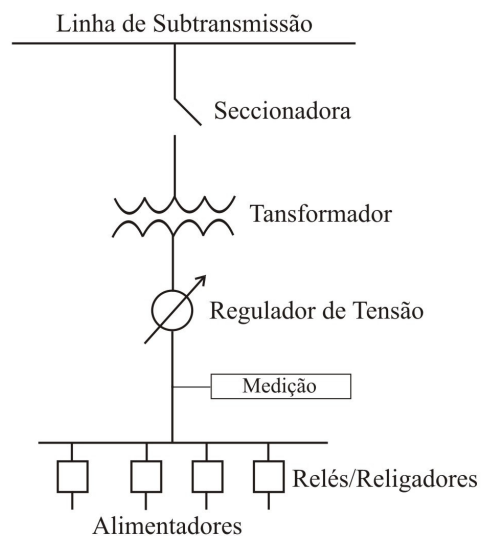 Linha de Subtransmissão
Seccionadora
Tansformador
Regulador de Tensão
Medição
Relés/Religadores
Alimentadores